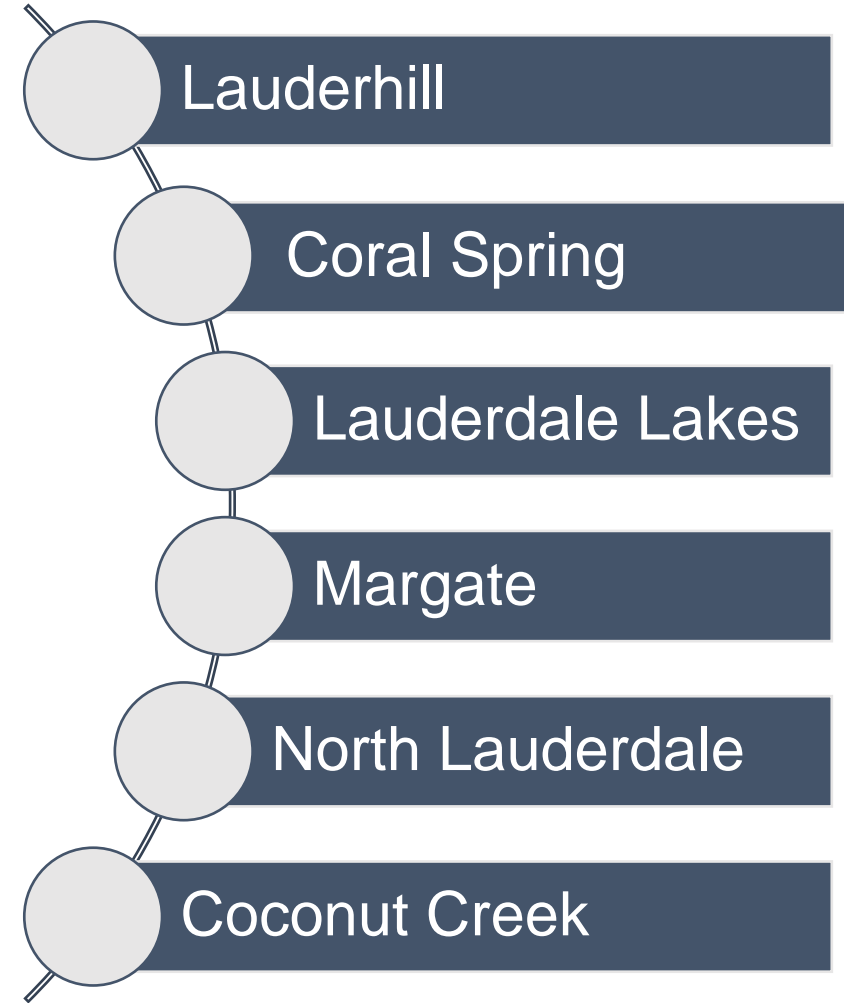 Lauderhill
Coral Spring
Lauderdale Lakes
Margate
North Lauderdale
Coconut Creek